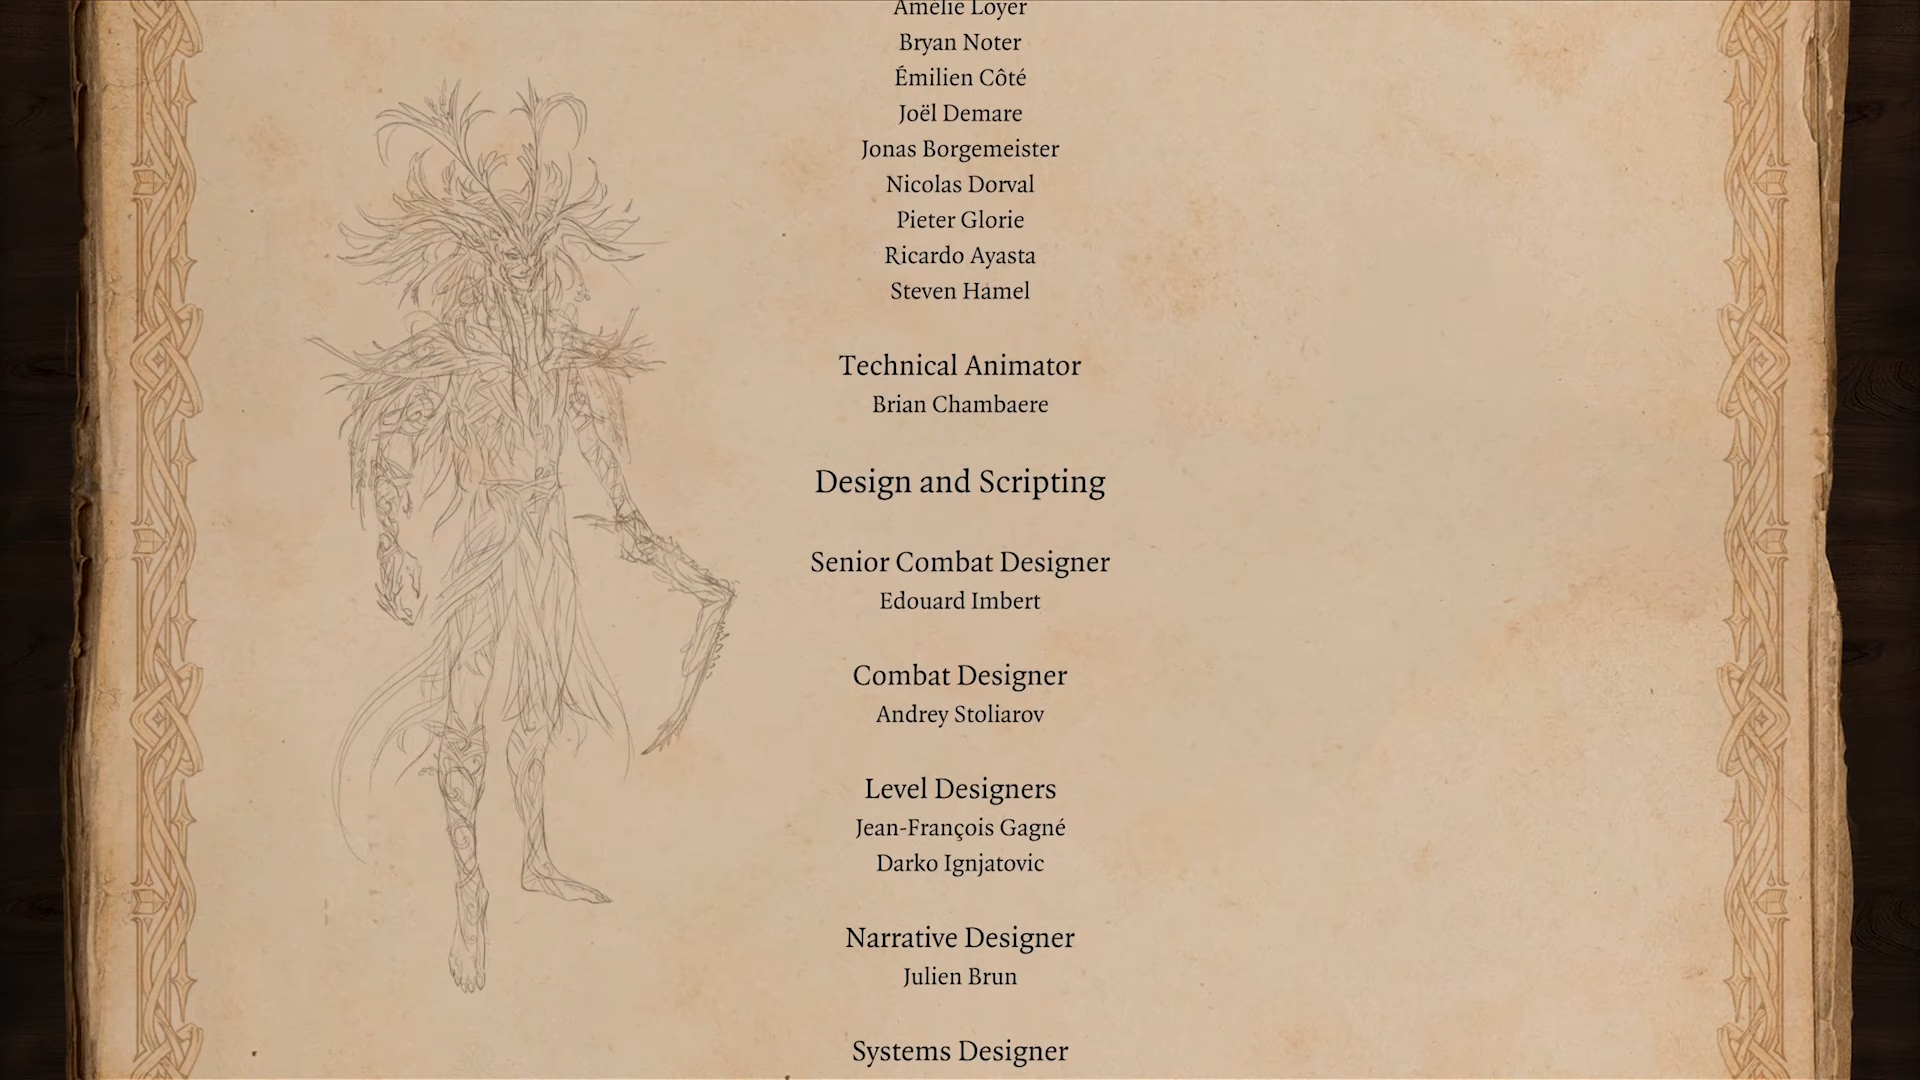 Amélie Loyer
Bryan Noter
Émilien Côté
Joël Demare
Jonas Borgemeister
Nicolas Dorval
Pieter Glorie
Ricardo Ayasta
Steven Hamel
Technical Animator
Brian Chambaere
Design and Scripting
Senior Combat Designer
Edouard Imbert
Combat Designer
Andrey Stoliarov
Level Designers
Jean-François Gagné
Darko Ignjatovic
Narrative Designer
Julien Brun
Systems Designer